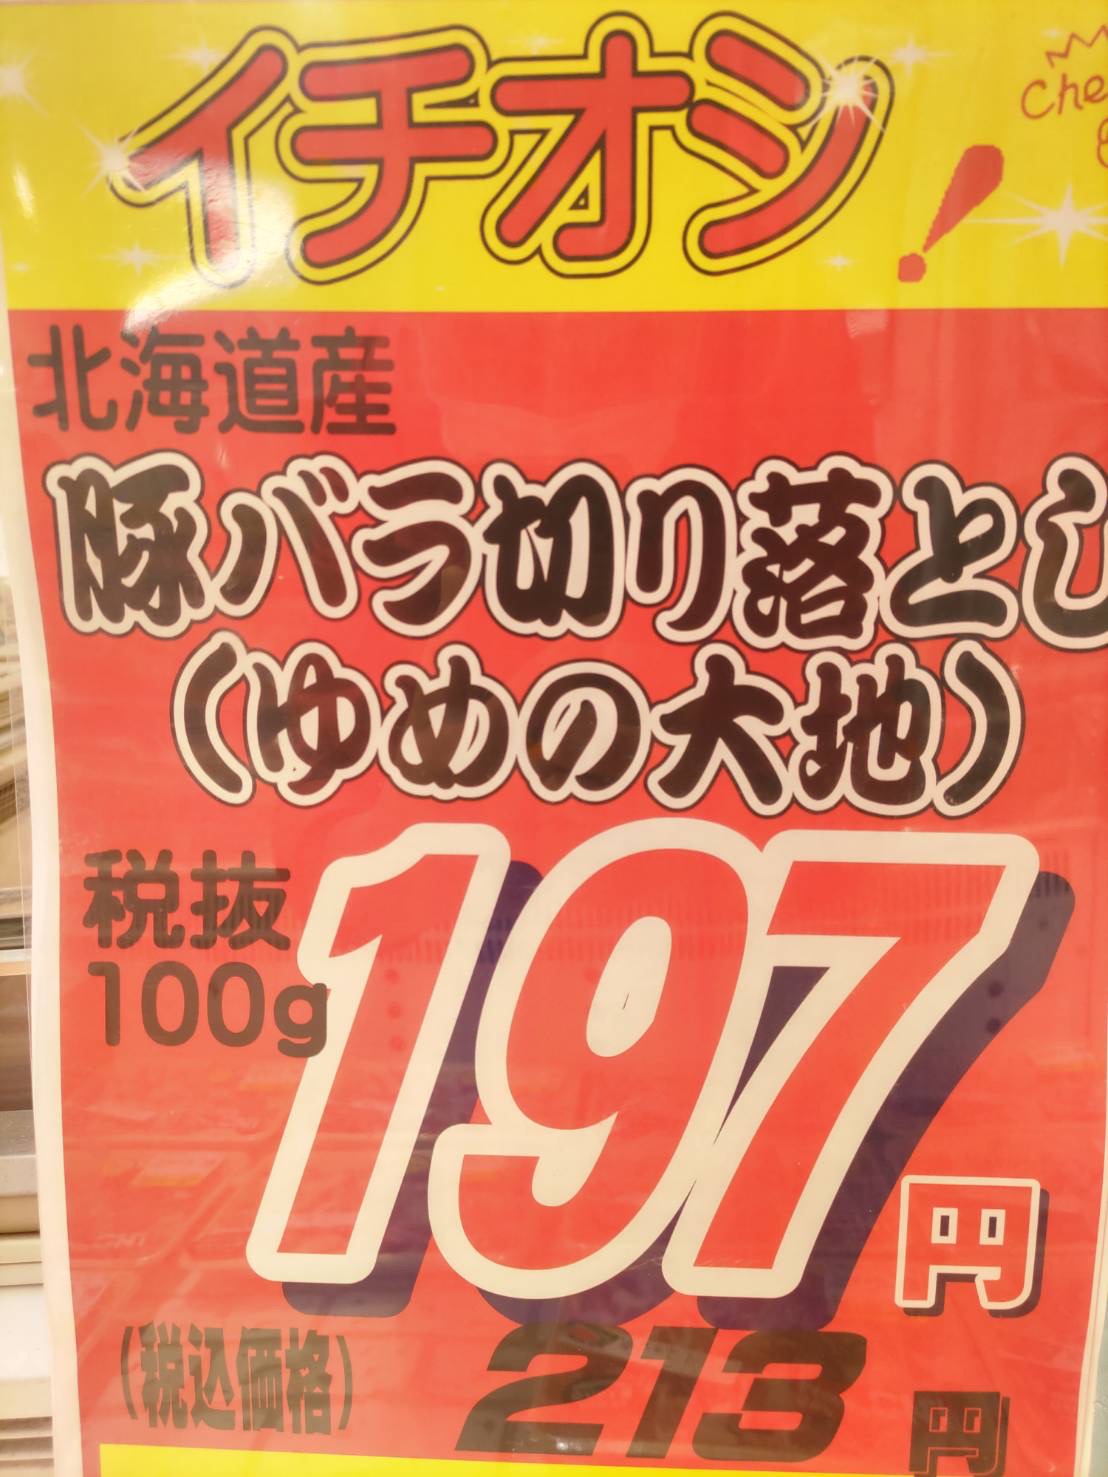 イチオシ!
北海道産
豚バラ切り落とし
(ゆめの大地)
税抜
100g
197円
(税込価格) 213円